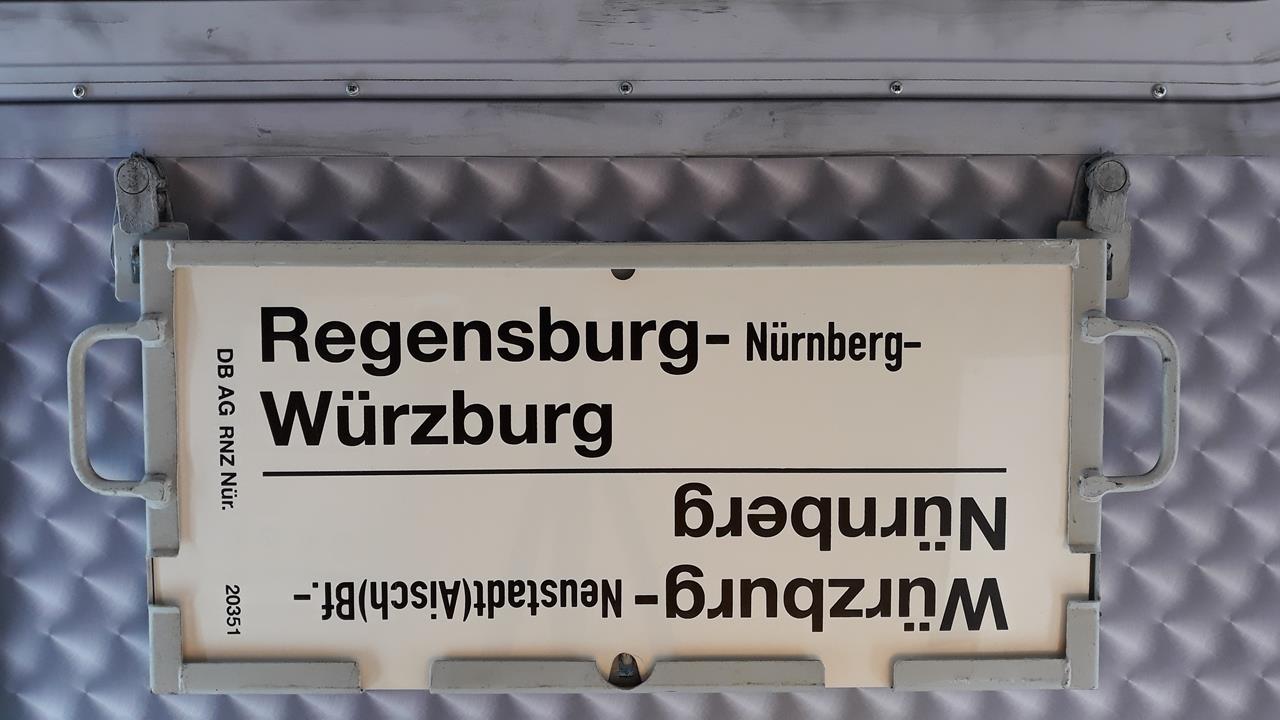 Regensburg- Nürnberg-
Würzburg
Würzburg- Neustadt(Aisch)Bf.-
Nürnberg
DB AG RNZ Nür. 20351